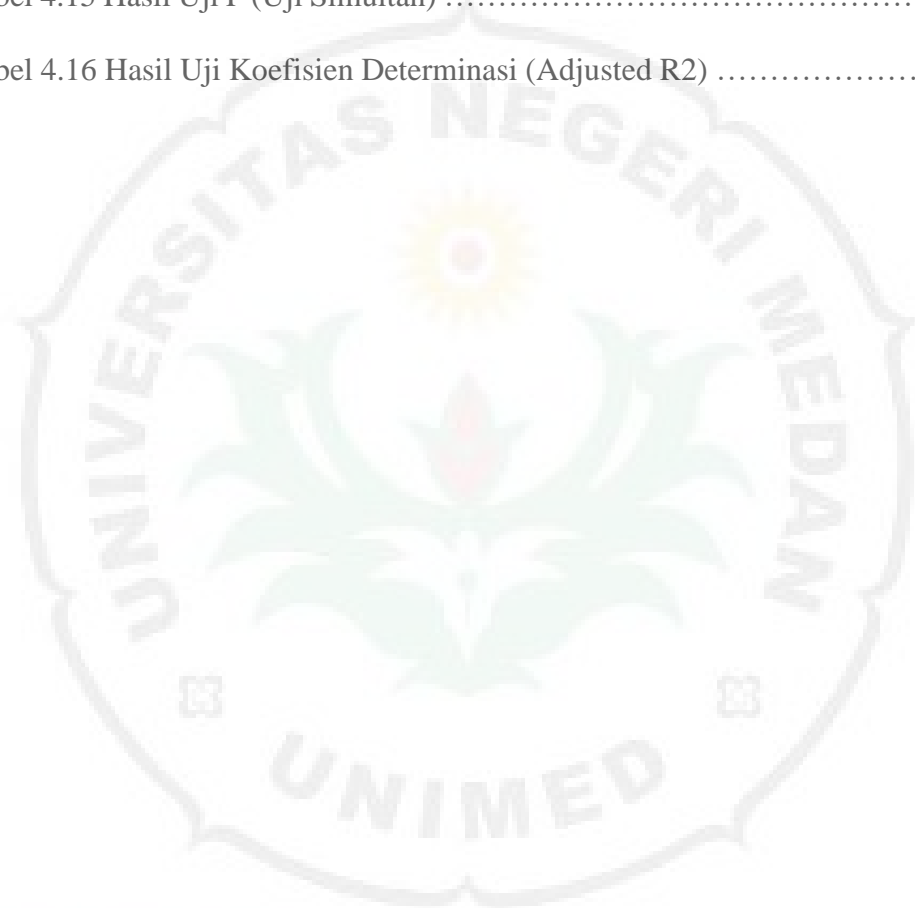 bel 4.15 Hasil Uji F (Uji Simultan) ……………………………………
bel 4.16 Hasil Uji Koefisien Determinasi (Adjusted R2) …………………
UNIVERSITAS NEGERI MEDAN
UNIMED